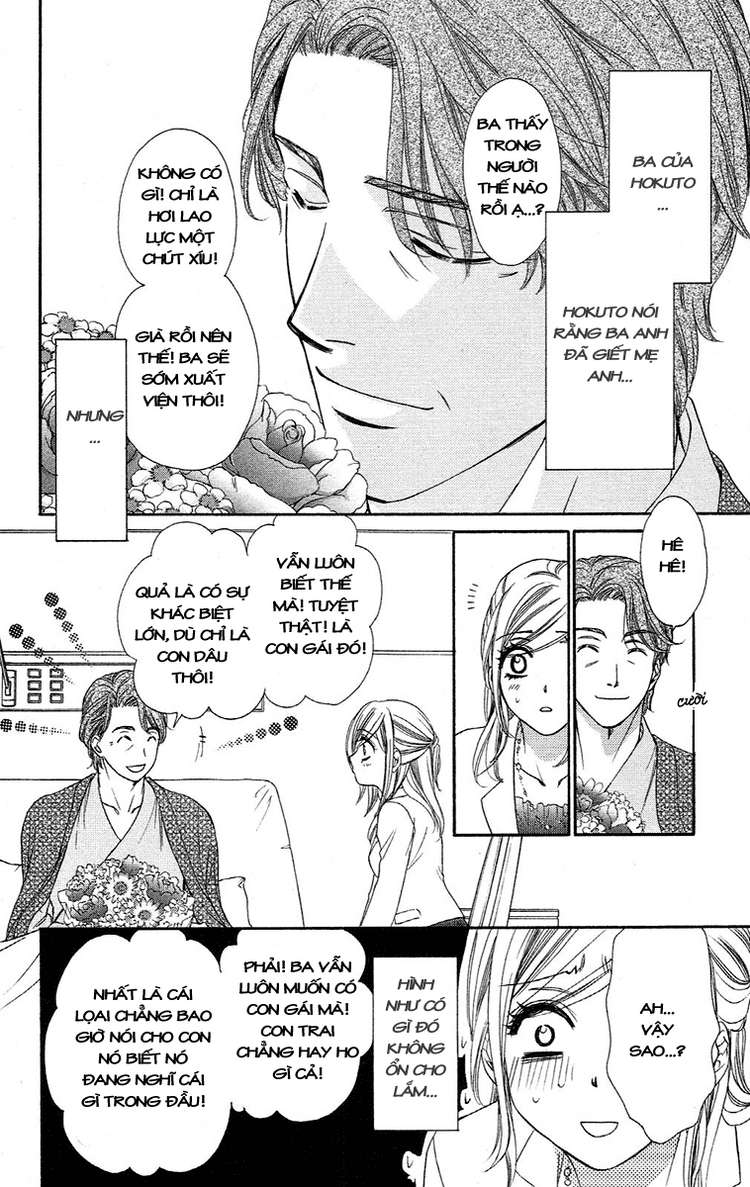 BA CỦA
HOKUTO
...
HOKUTO NÓI
RẰNG BA ANH
ĐÃ GIẾT MẸ
ANH...
BA THẤY
TRONG
NGƯỜI
THẾ NÀO
RỒI Ạ...?
KHÔNG CÓ
GÌ! CHỈ LÀ
HƠI LAO
LỰC MỘT
CHÚT XÍU!
GIÀ RỒI NÊN
THẾ! BA SẼ
SỚM XUẤT
VIỆN THÔI!
NHƯNG
...
HÊ
HÊ!
cười
VẪN LUÔN
BIẾT THẾ
MÀ! TUYỆT
THẬT! LÀ
CON GÁI ĐÓ!
QUẢ LÀ CÓ SỰ
KHÁC BIỆT
LỚN, DÙ CHỈ LÀ
CON DÂU
THÔI!
AH...
VẬY
SAO...?
HÌNH
NHƯ CÓ
GÌ ĐÓ
KHÔNG
ỔN CHO
LẮM...
PHẢI! BA VẪN
LUÔN MUỐN CÓ
CON GÁI MÀ!
CON TRAI
CHẲNG HAY HO
GÌ CẢ!
NHẤT LÀ CÁI
LOẠI CHẲNG BAO
GIỜ NÓI CHO CON
NÓ BIẾT NÓ
ĐANG NGHĨ CÁI
GÌ TRONG ĐẦU!